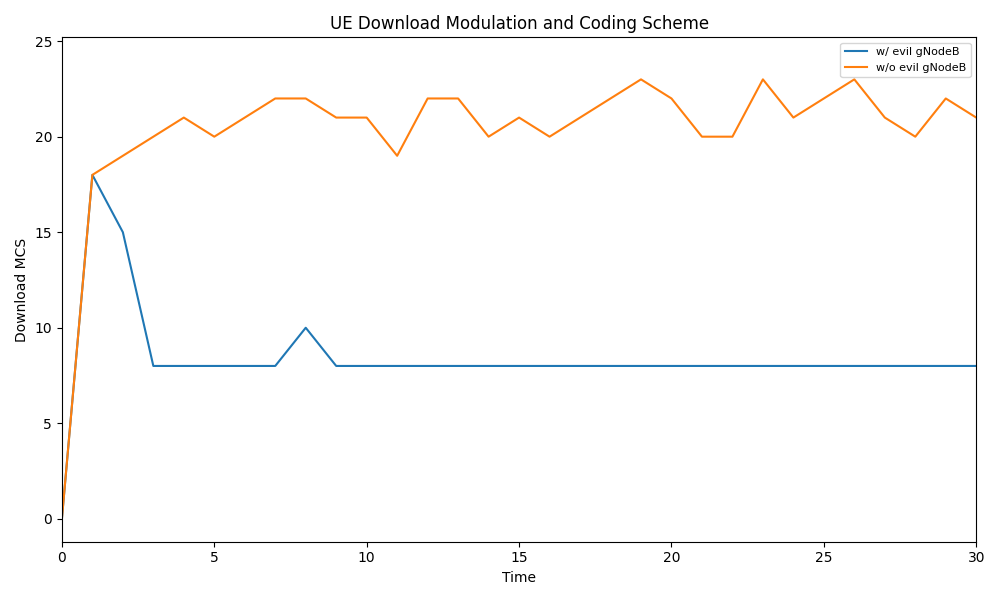 UE Download Modulation and Coding Scheme
25
20
15
10
5
0
Download MCS
w/ evil gNodeB
w/o evil gNodeB
0 5 10 15 20 25 30
Time